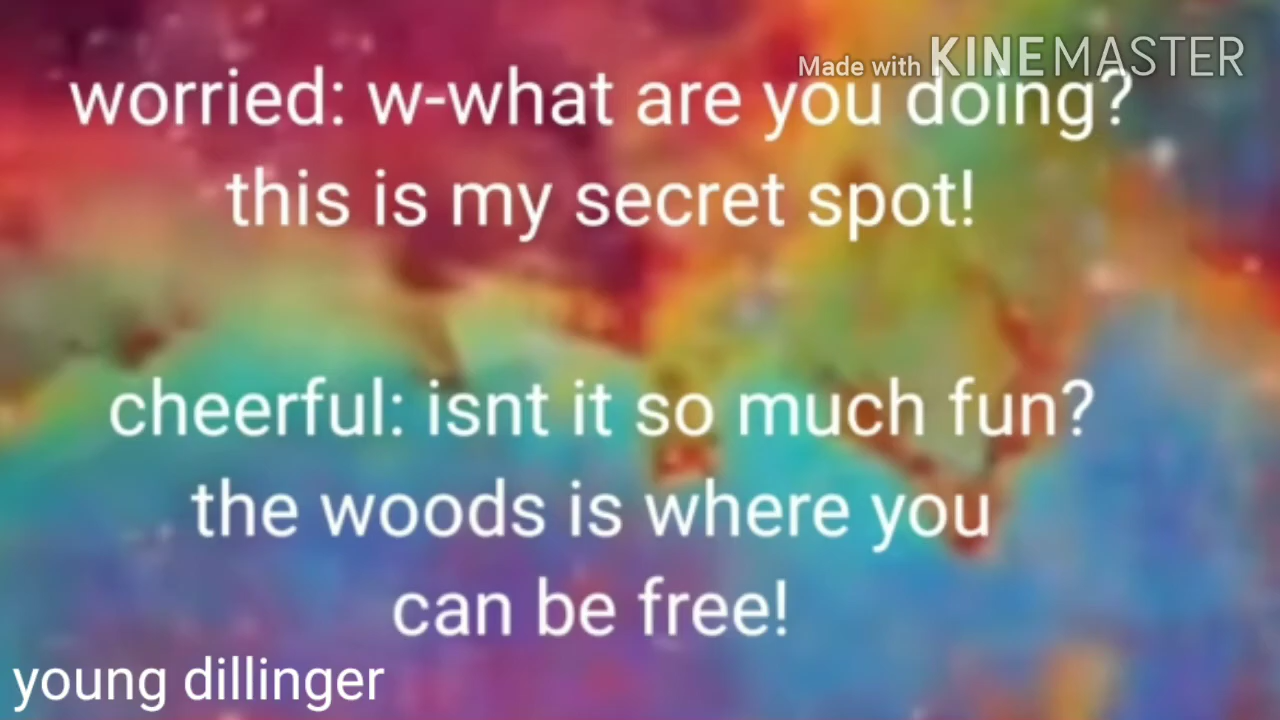 Made with KINEMASTER
worried: w-what are you doing?
this is my secret spot!
cheerful: isnt it so much fun?
the woods is where you
can be free!
young dillinger